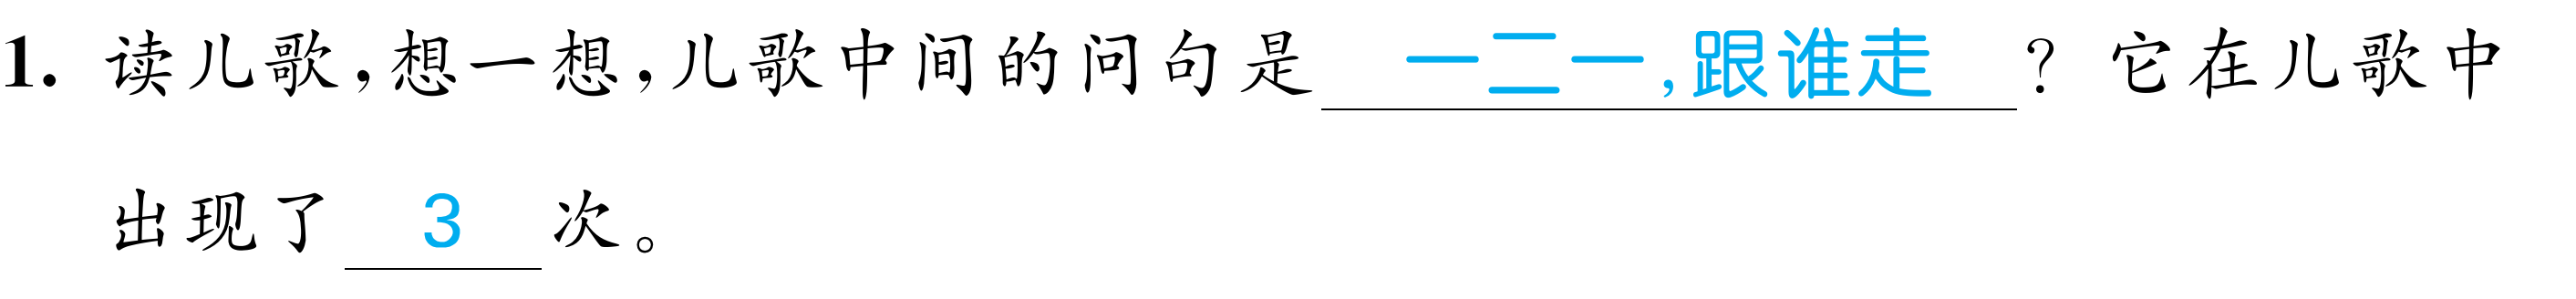 1. 读儿歌,想一想,儿歌中间的问句是 一二一,跟谁走 ? 它在儿歌中
出现了 3 次。